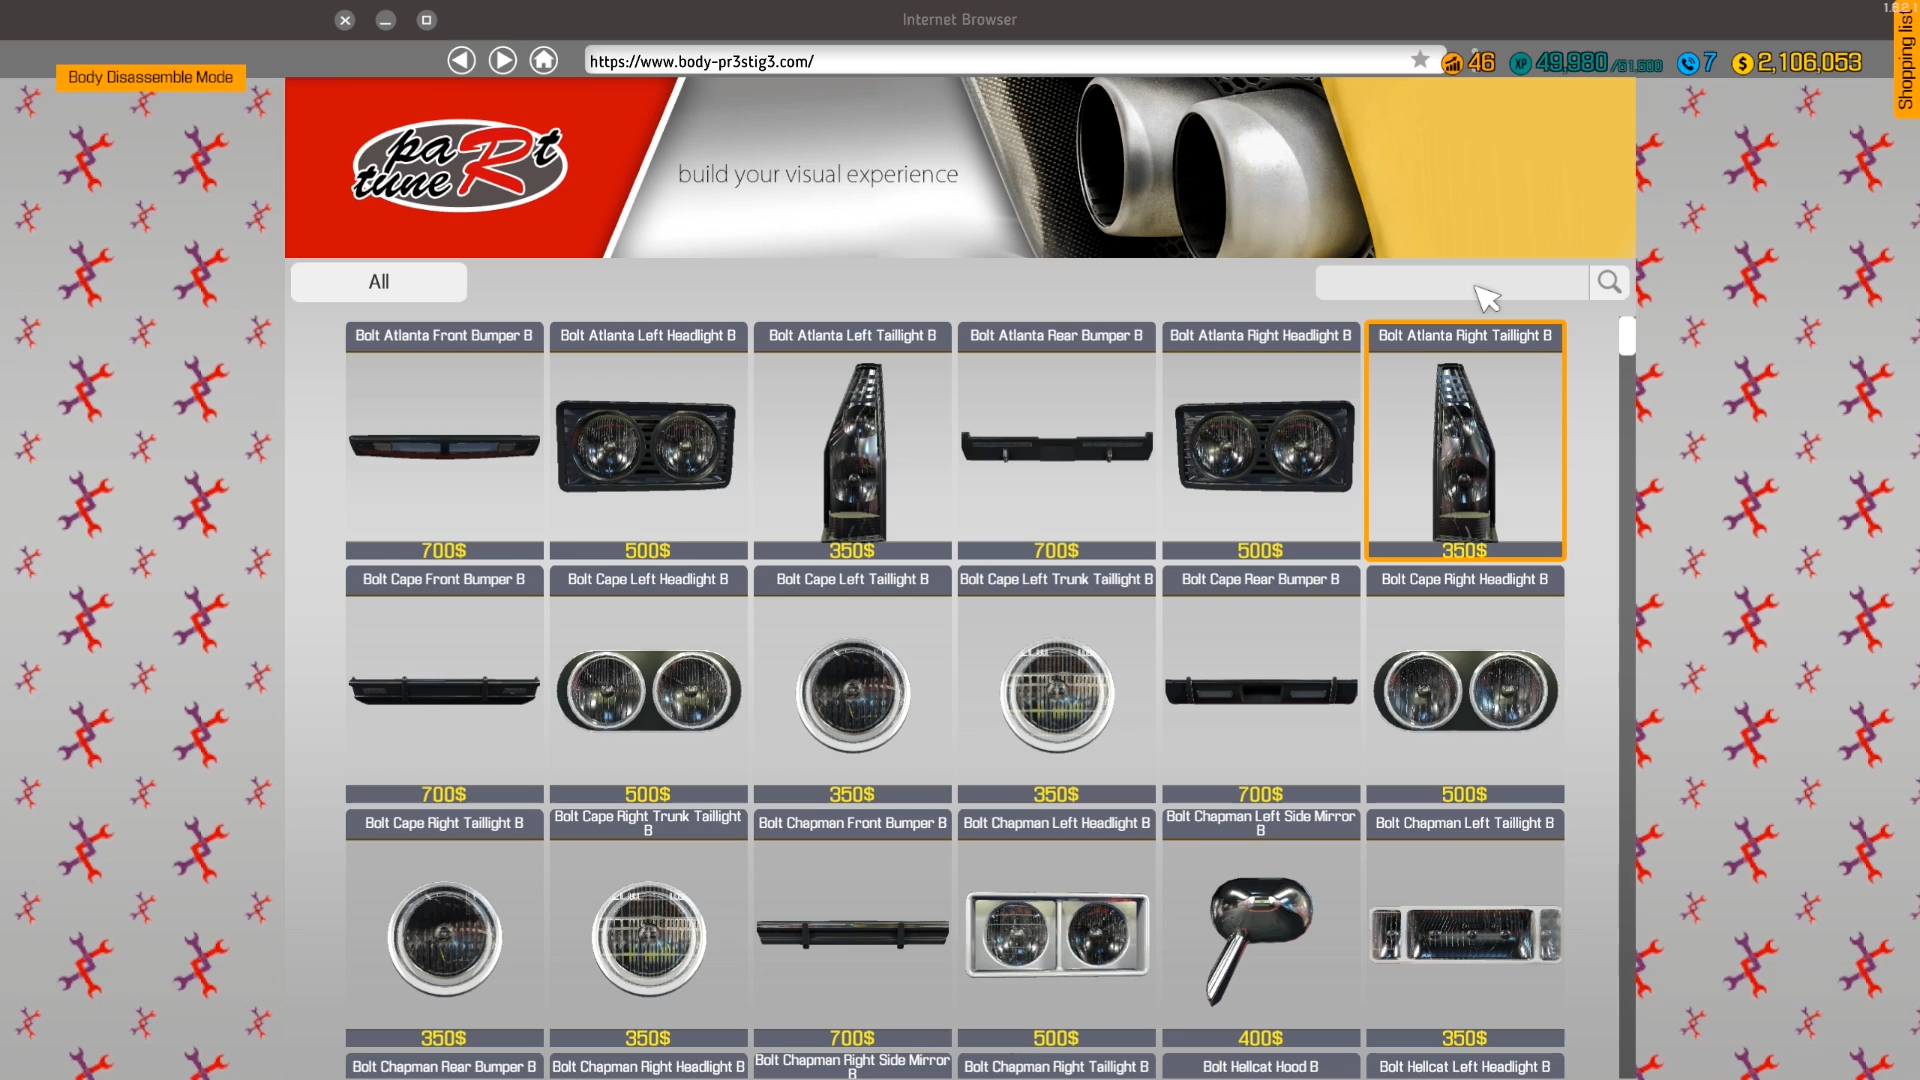 1.6.2.1
Internet Browser
Shopping list
Body Disassemble Mode
https://www.body-pr3stig3.com/
46
XP
49,980/61,600
7
$
2,106,053
paRt
tune
build your visual experience
All
Bolt Atlanta Front Bumper B
Bolt Atlanta Left Headlight B
Bolt Atlanta Left Taillight B
Bolt Atlanta Rear Bumper B
Bolt Atlanta Right Headlight B
Bolt Atlanta Right Taillight B
700$
500$
350$
700$
500$
350$
Bolt Cape Front Bumper B
Bolt Cape Left Headlight B
Bolt Cape Left Taillight B
Bolt Cape Left Trunk Taillight B
Bolt Cape Rear Bumper B
Bolt Cape Right Headlight B
700$
500$
350$
350$
700$
500$
Bolt Cape Right Taillight B
Bolt Cape Right Trunk Taillight
B
Bolt Chapman Front Bumper B
Bolt Chapman Left Headlight B
Bolt Chapman Left Side Mirror
B
Bolt Chapman Left Taillight B
350$
350$
700$
500$
400$
350$
Bolt Chapman Rear Bumper B
Bolt Chapman Right Headlight B
Bolt Chapman Right Side Mirror
B
Bolt Chapman Right Taillight B
Bolt Hellcat Hood B
Bolt Hellcat Left Headlight B